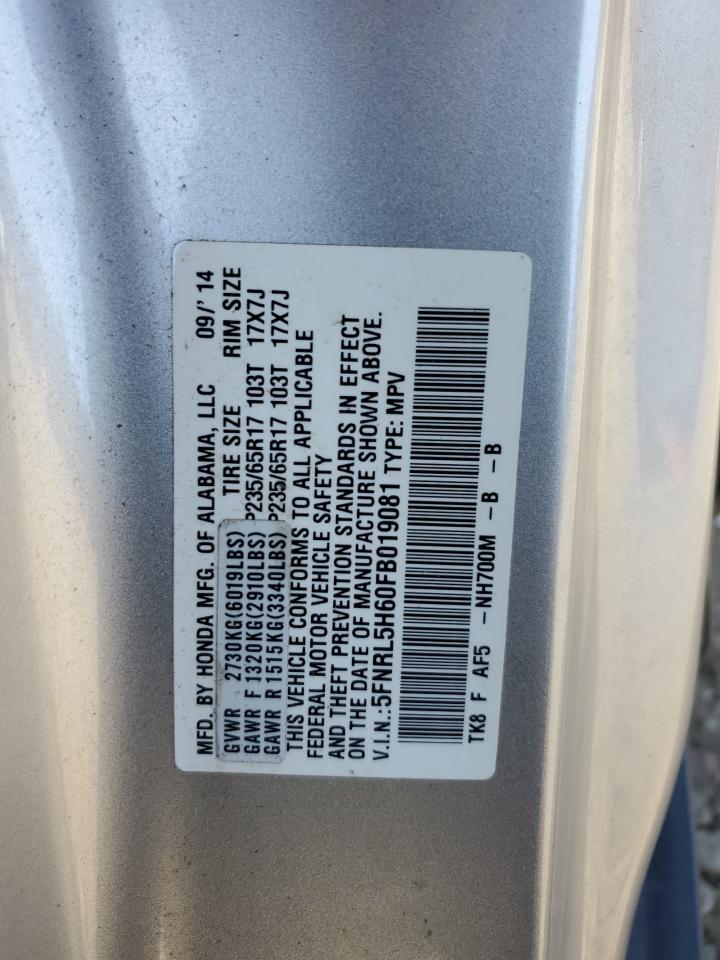 MFD. BY HONDA MFG. OF ALABAMA, LLC 09/' 14
GVWR 2730KG(6019LBS) TIRE SIZE RIM SIZE
GAWR F 1320KG(2910LBS) P235/65R17 103T 17X7J
GAWR R 1515KG(3340LBS) P235/65R17 103T 17X7J
THIS VEHICLE CONFORMS TO ALL APPLICABLE
FEDERAL MOTOR VEHICLE SAFETY
AND THEFT PREVENTION STANDARDS IN EFFECT
ON THE DATE OF MANUFACTURE SHOWN ABOVE.
V.I.N.:5FNRL5H60FB019081 TYPE: MPV
TK8 F AF5 -NH700M -B -B